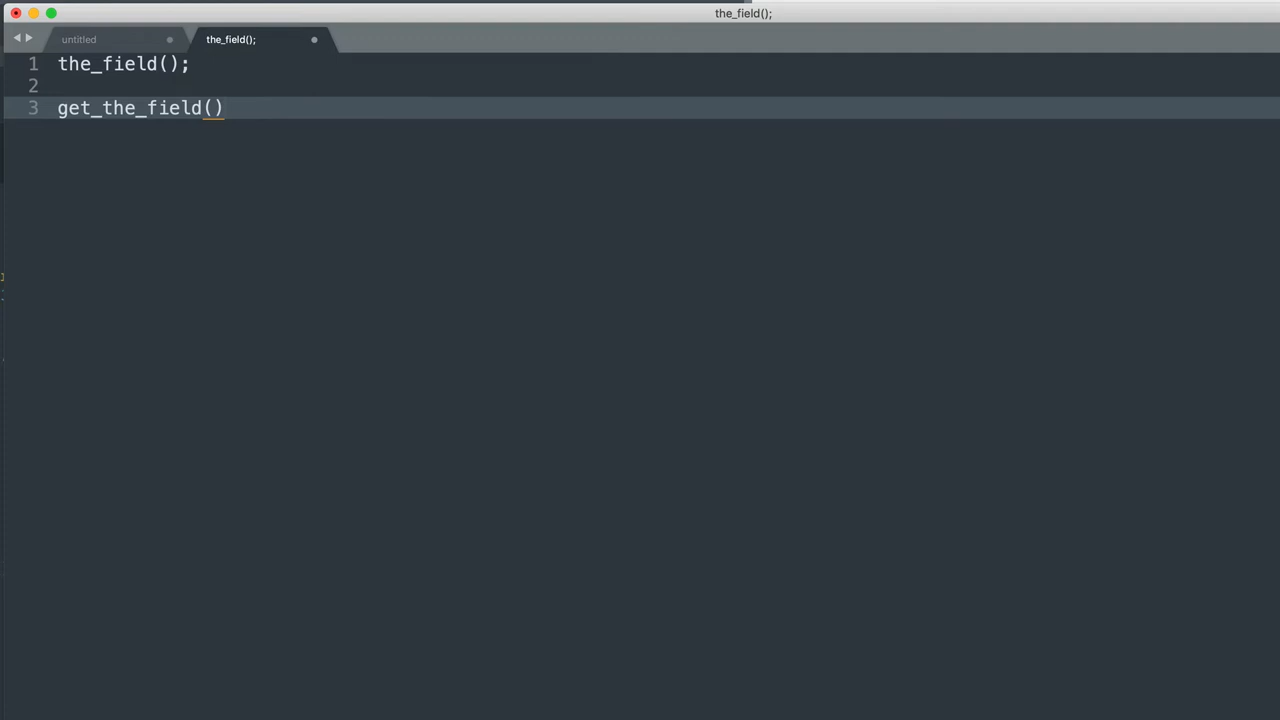 the_field();
untitled
the_field();
1 the_field();
2
3 get_the_field()